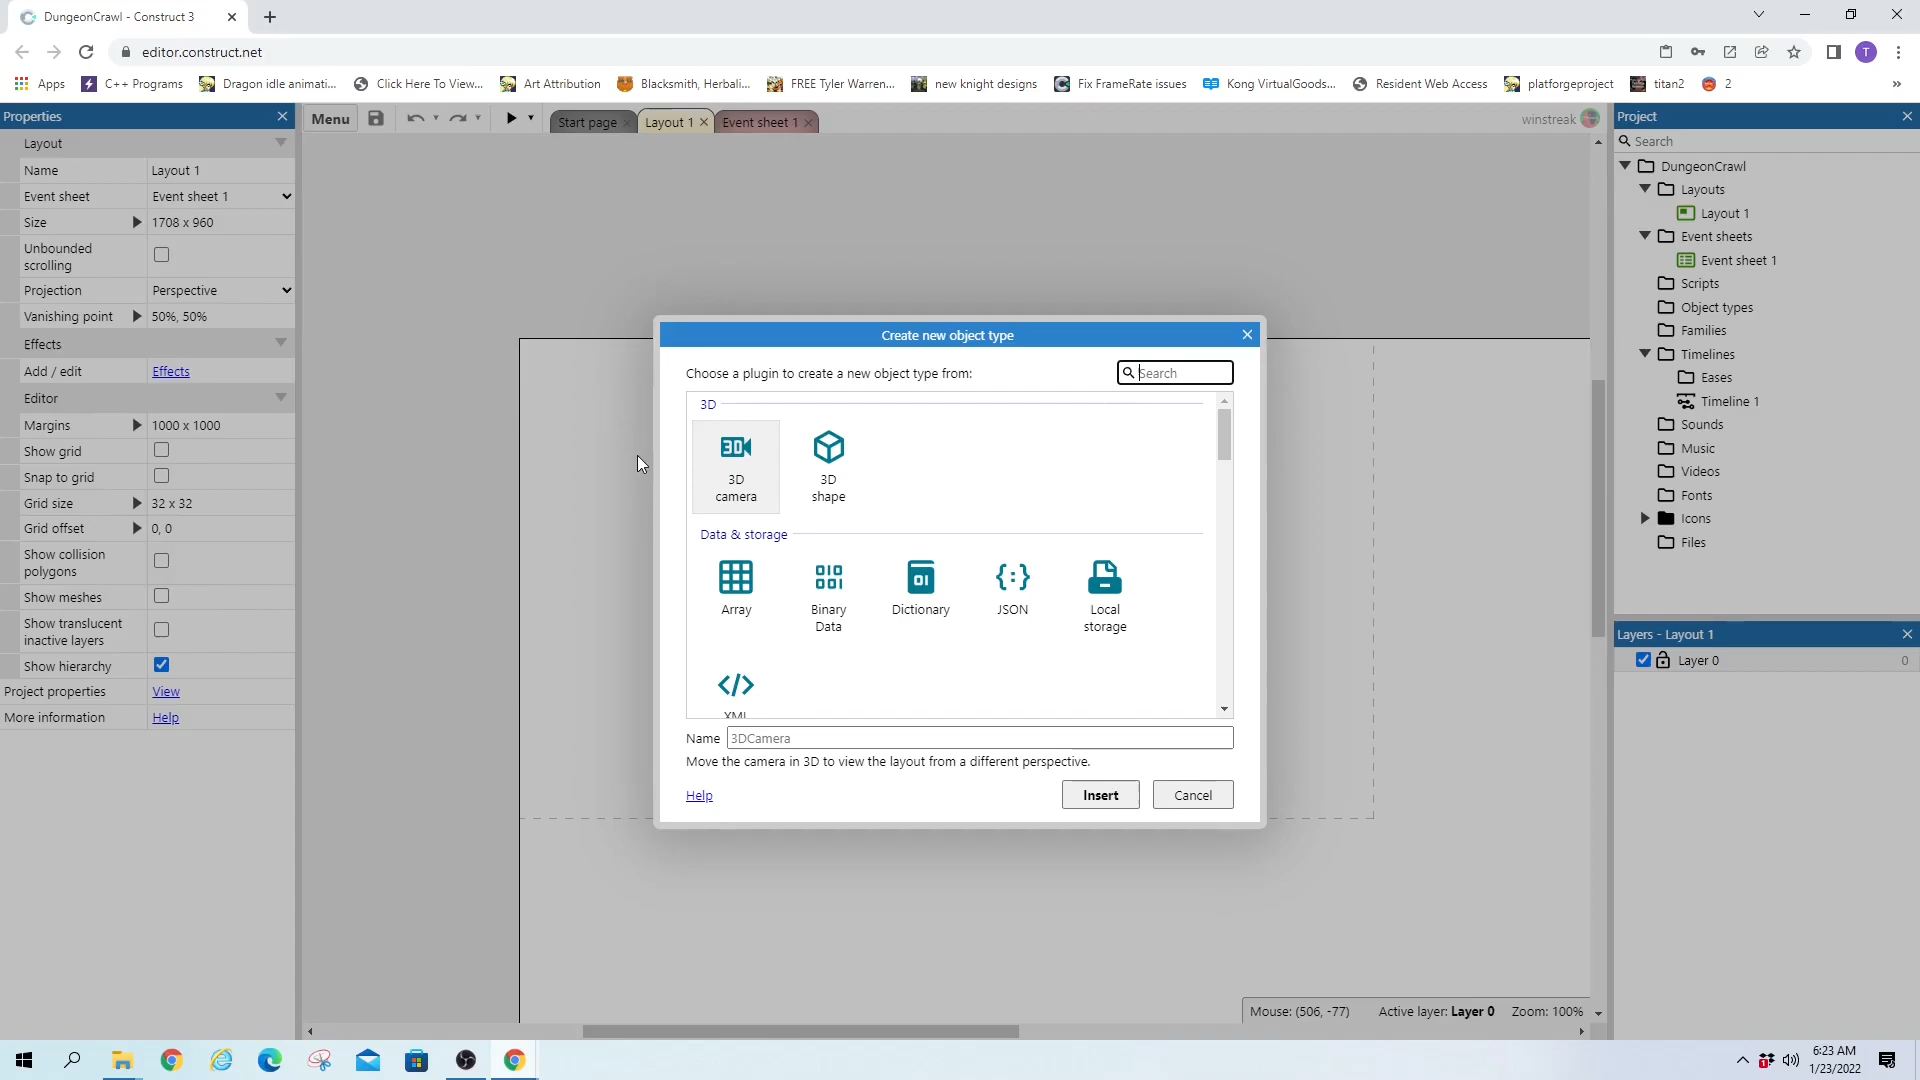 DungeonCrawl - Construct 3
editor.construct.net
T
Apps
C++ Programs
Dragon idle animati...
Click Here To View...
Art Attribution
Blacksmith, Herbali...
FREE Tyler Warren...
new knight designs
Fix FrameRate issues
Kong VirtualGoods...
Resident Web Access
platforgeproject
titan2
2
»
Properties
Menu
Start page
Layout 1
Event sheet 1
winstreak
Project
Layout
Name Layout 1
Event sheet Event sheet 1
Size 1708 x 960
Unbounded
scrolling
Projection Perspective
Vanishing point 50%, 50%
Effects
Add / edit Effects
Editor
Margins 1000 x 1000
Show grid
Snap to grid
Grid size 32 x 32
Grid offset 0, 0
Show collision
polygons
Show meshes
Show translucent
inactive layers
Show hierarchy
Project properties View
More information Help
Create new object type
Choose a plugin to create a new object type from:
Search
3D
3D
3D
camera
3D
shape
Data & storage
Array
Binary
Data
Dictionary
JSON
Local
storage
XML
Name 3DCamera
Move the camera in 3D to view the layout from a different perspective.
Help
Insert
Cancel
Mouse: (506, -77)
Active layer: Layer 0
Zoom: 100%
Search
DungeonCrawl
Layouts
Layout 1
Event sheets
Event sheet 1
Scripts
Object types
Families
Timelines
Eases
Timeline 1
Sounds
Music
Videos
Fonts
Icons
Files
Layers - Layout 1
Layer 0
0
6:23 AM
1/23/2022